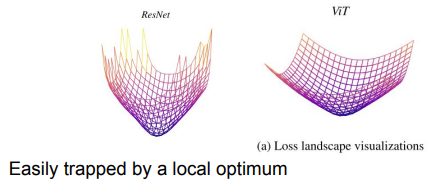 ResNet
ViT
(a) Loss landscape visualizations
Easily trapped by a local optimum